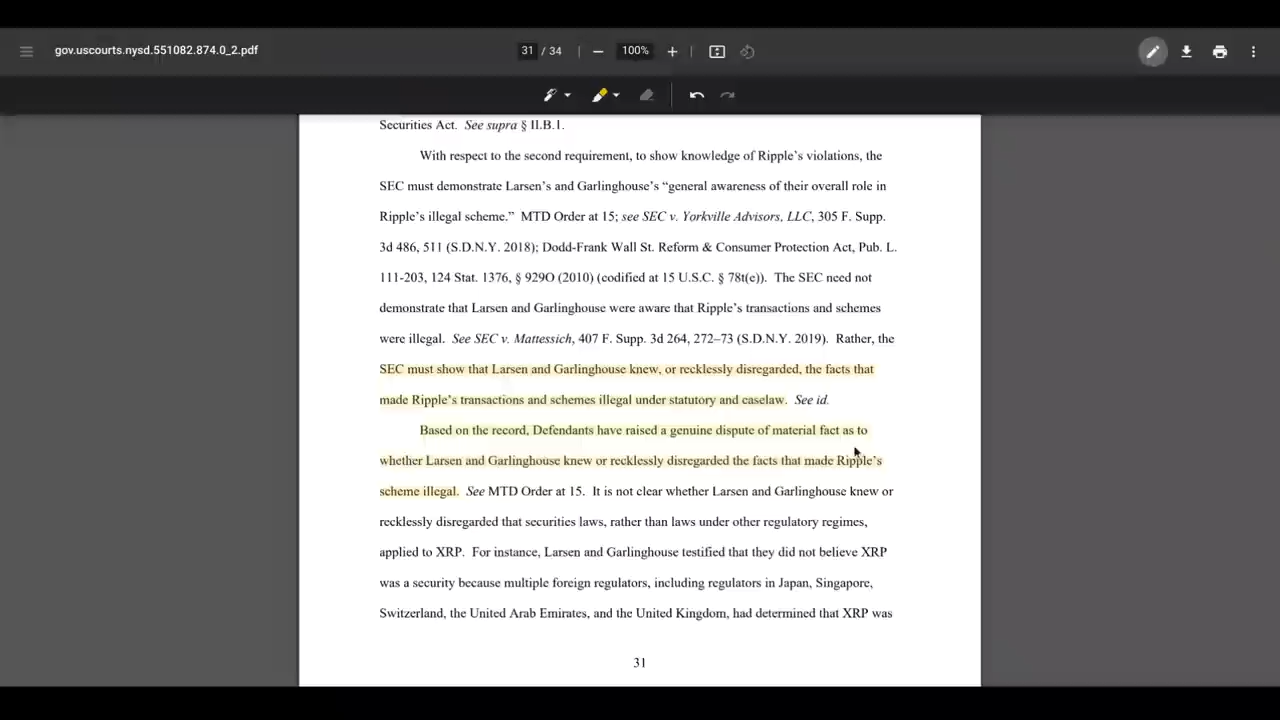 gov.uscourts.nysd.551082.874.0_2.pdf
31 / 34
100%
Securities Act. See supra § II.B.1.
With respect to the second requirement, to show knowledge of Ripple’s violations, the
SEC must demonstrate Larsen’s and Garlinghouse’s “general awareness of their overall role in
Ripple’s illegal scheme.” MTD Order at 15; see SEC v. Yorkville Advisors, LLC, 305 F. Supp.
3d 486, 511 (S.D.N.Y. 2018); Dodd-Frank Wall St. Reform & Consumer Protection Act, Pub. L.
111-203, 124 Stat. 1376, § 929O (2010) (codified at 15 U.S.C. § 78t(e)). The SEC need not
demonstrate that Larsen and Garlinghouse were aware that Ripple’s transactions and schemes
were illegal. See SEC v. Mattessich, 407 F. Supp. 3d 264, 272–73 (S.D.N.Y. 2019). Rather, the
SEC must show that Larsen and Garlinghouse knew, or recklessly disregarded, the facts that
made Ripple’s transactions and schemes illegal under statutory and caselaw. See id.
Based on the record, Defendants have raised a genuine dispute of material fact as to
whether Larsen and Garlinghouse knew or recklessly disregarded the facts that made Ripple’s
scheme illegal. See MTD Order at 15. It is not clear whether Larsen and Garlinghouse knew or
recklessly disregarded that securities laws, rather than laws under other regulatory regimes,
applied to XRP. For instance, Larsen and Garlinghouse testified that they did not believe XRP
was a security because multiple foreign regulators, including regulators in Japan, Singapore,
Switzerland, the United Arab Emirates, and the United Kingdom, had determined that XRP was
31